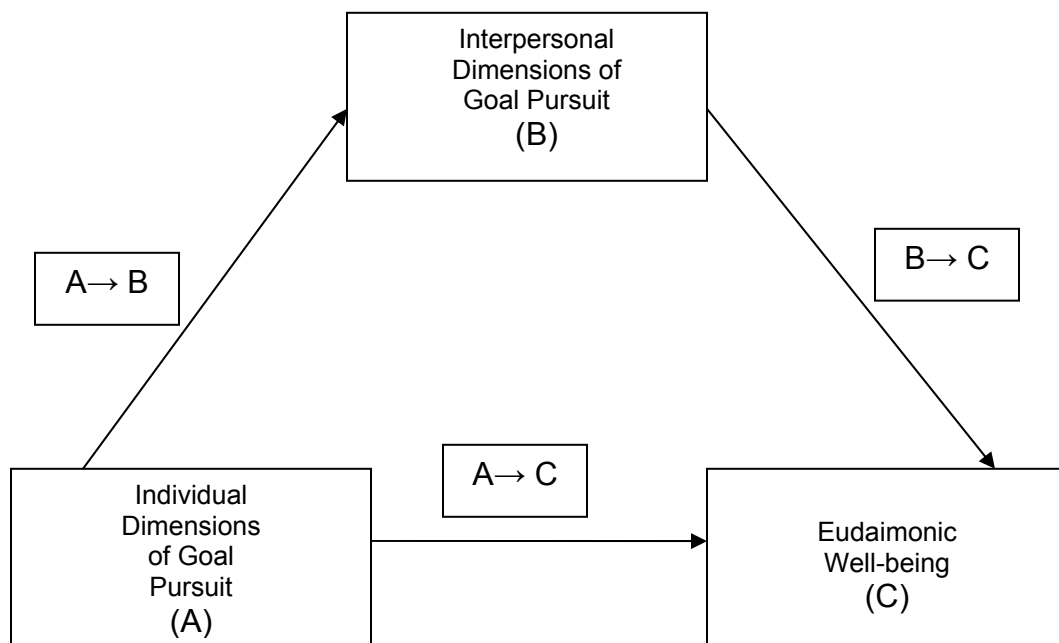 Interpersonal
Dimensions of
Goal Pursuit
(B)
A→ B
B→ C
A→ C
Individual
Dimensions
of Goal
Pursuit
(A)
Eudaimonic
Well-being
(C)